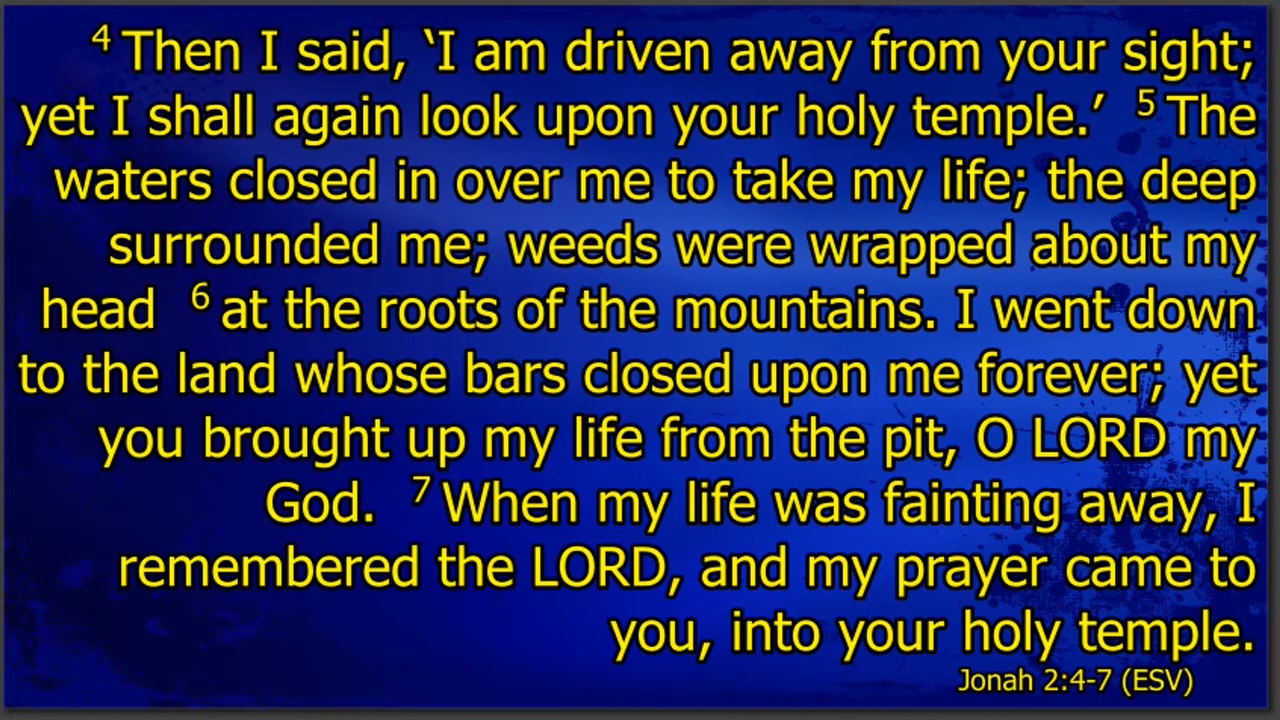 4 Then I said, ‘I am driven away from your sight;
yet I shall again look upon your holy temple.’ 5 The
waters closed in over me to take my life; the deep
surrounded me; weeds were wrapped about my
head 6 at the roots of the mountains. I went down
to the land whose bars closed upon me forever; yet
you brought up my life from the pit, O LORD my
God. 7 When my life was fainting away, I
remembered the LORD, and my prayer came to
you, into your holy temple.
Jonah 2:4-7 (ESV)